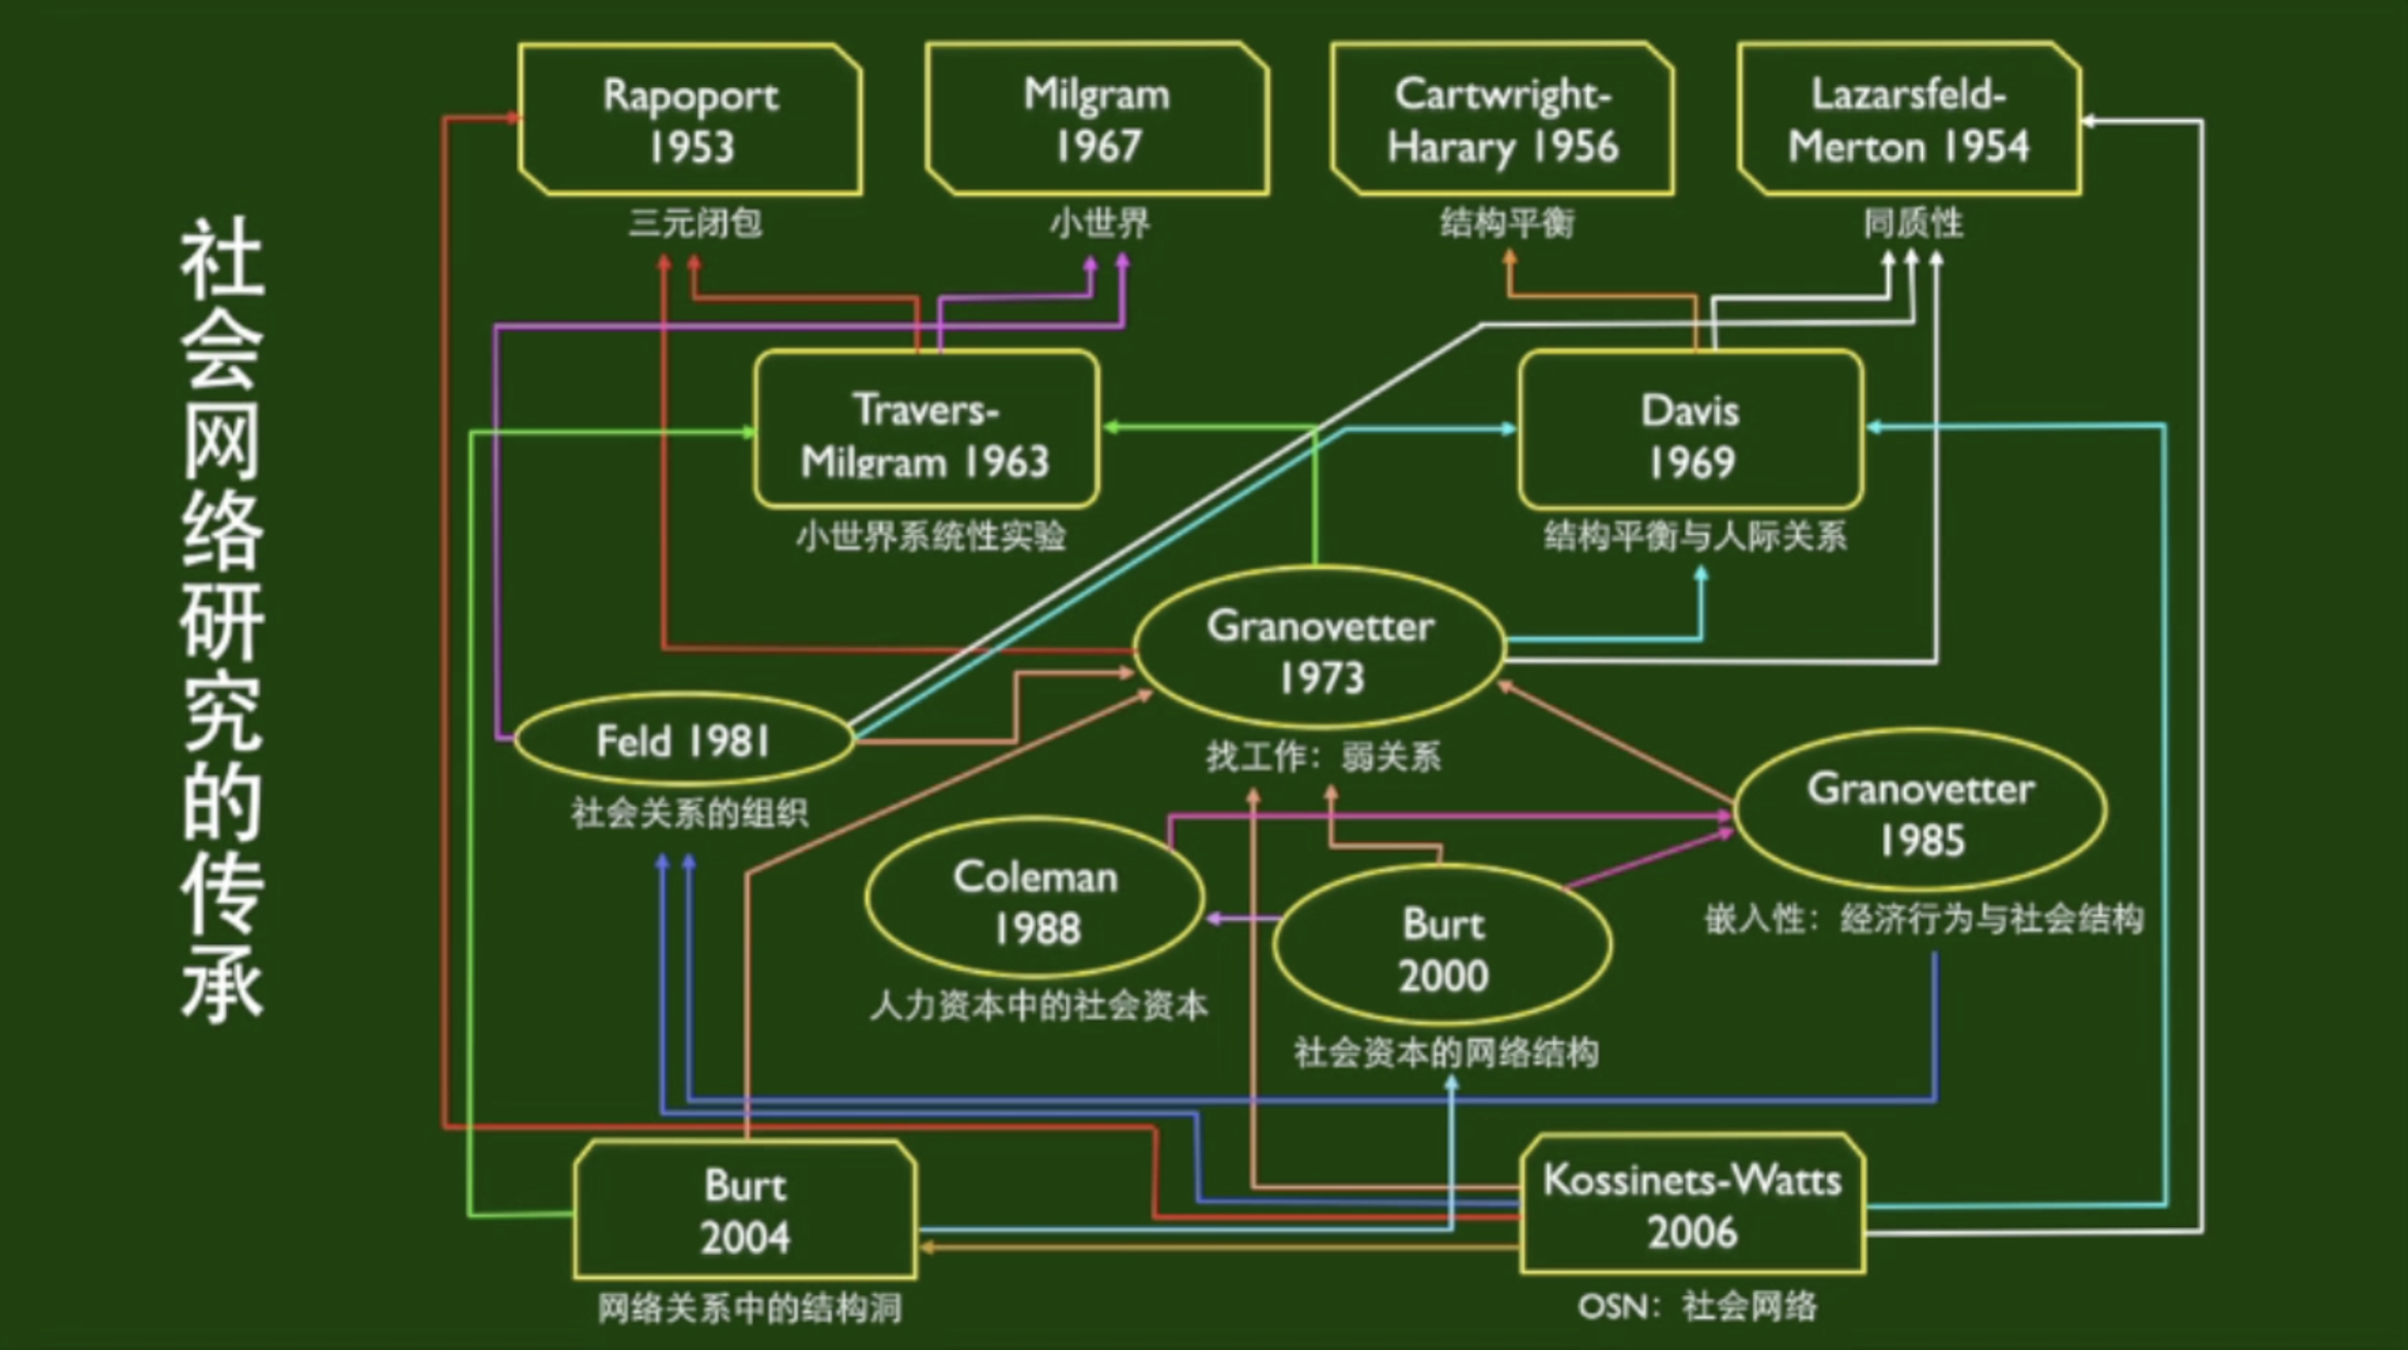 社会网络研究的传承
Rapoport
1953
三元闭包
Milgram
1967
小世界
Cartwright-
Harary 1956
结构平衡
Lazarsfeld-
Merton 1954
同质性
Travers-
Milgram 1963
小世界系统性实验
Davis
1969
结构平衡与人际关系
Granovetter
1973
找工作：弱关系
Feld 1981
社会关系的组织
Granovetter
1985
嵌入性：经济行为与社会结构
Coleman
1988
人力资本中的社会资本
Burt
2000
社会资本的网络结构
Burt
2004
网络关系中的结构洞
Kossinets-Watts
2006
OSN：社会网络